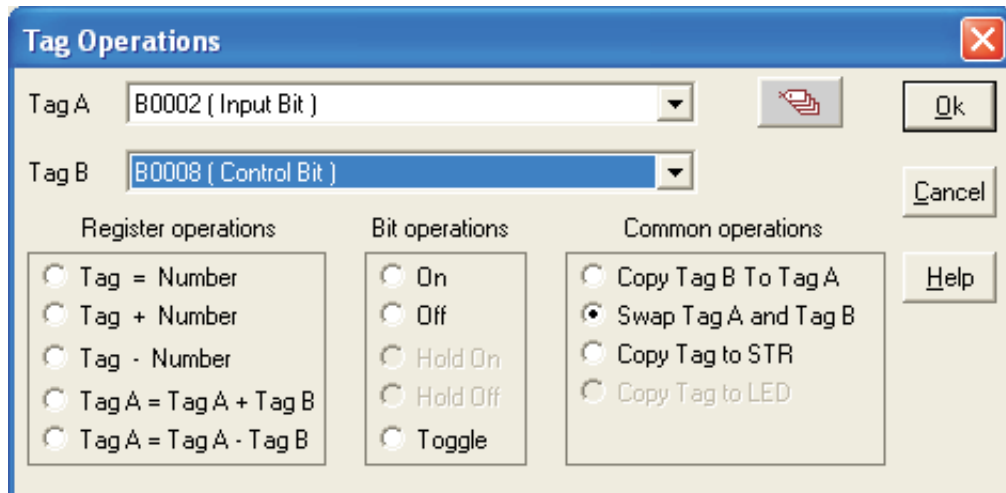 Tag Operations
Tag A B0002 ( Input Bit ) Ok
Tag B B0008 ( Control Bit ) Cancel
Register operations Bit operations Common operations
Tag = Number On Copy Tag B To Tag A Help
Tag + Number Off Swap Tag A and Tag B
Tag - Number Hold On Copy Tag to STR
Tag A = Tag A + Tag B Hold Off Copy Tag to LED
Tag A = Tag A - Tag B Toggle